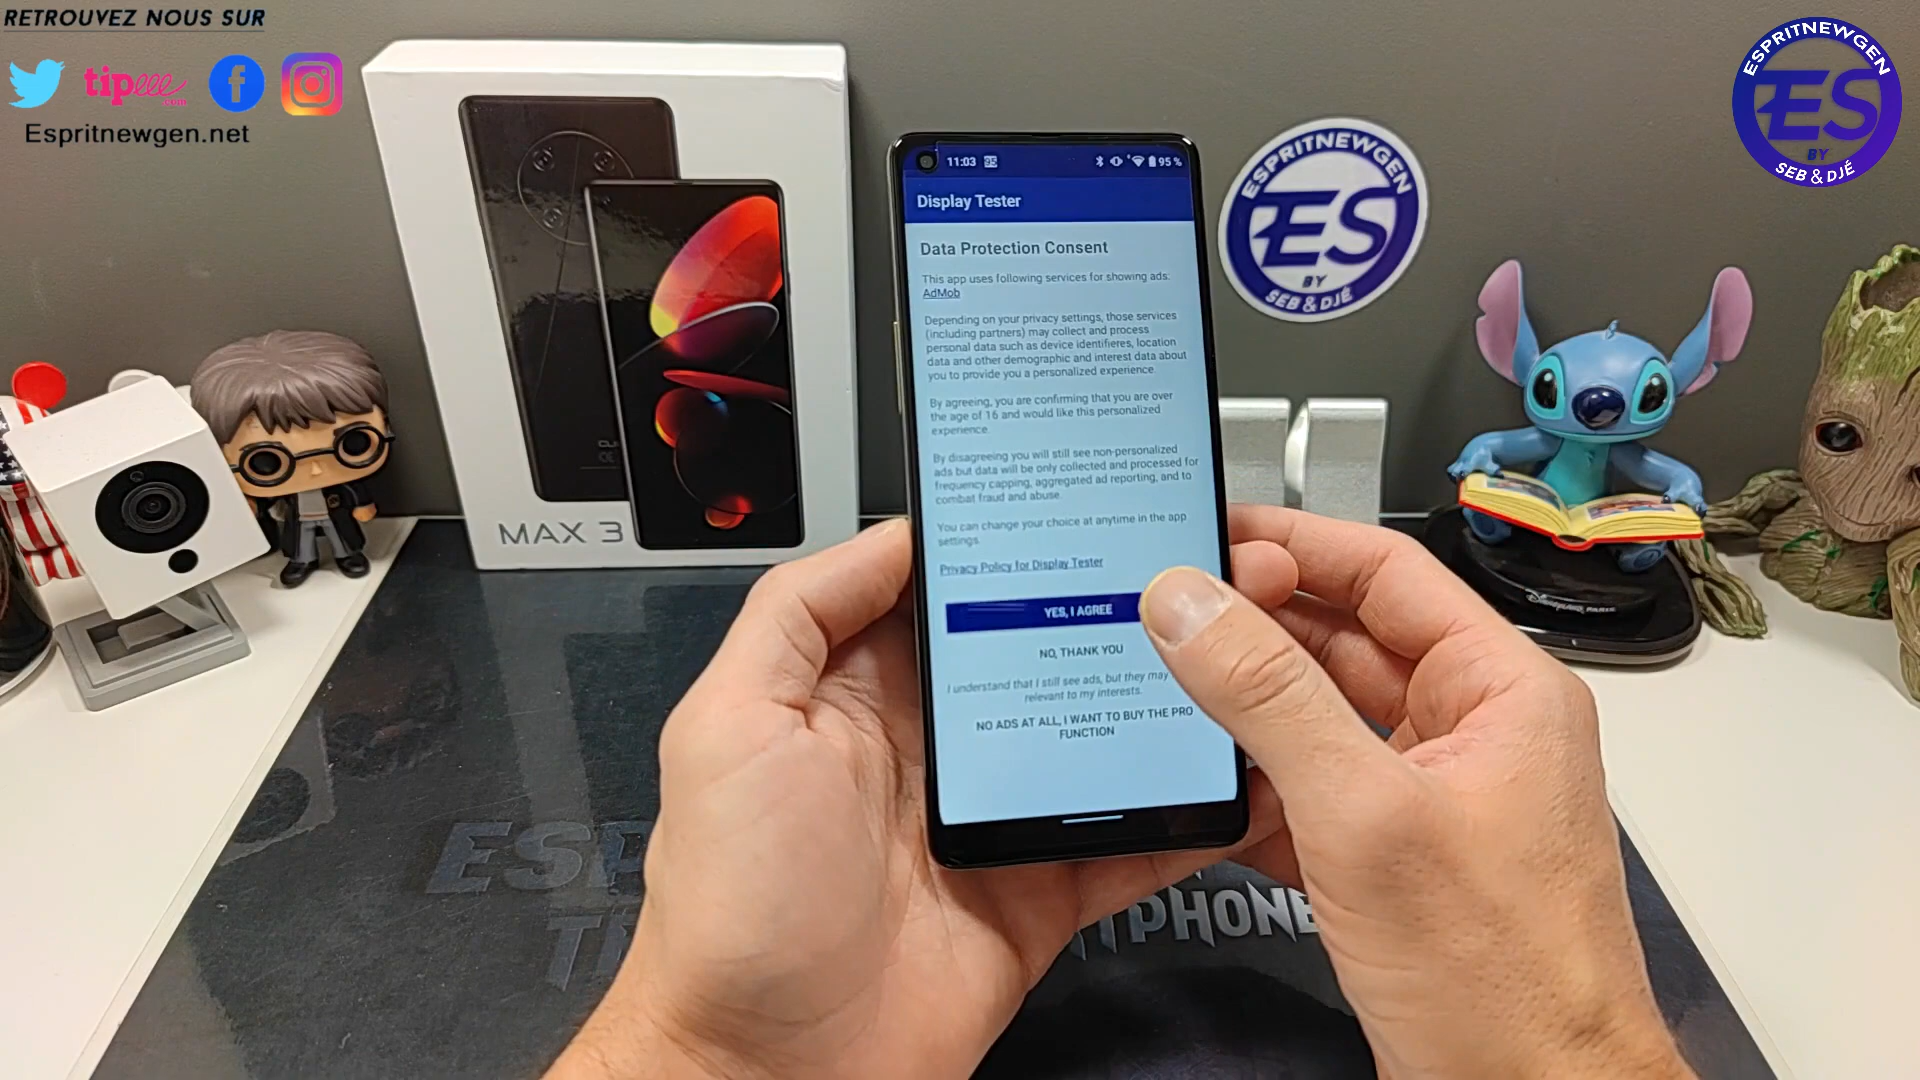 RETROUVEZ NOUS SUR
tipeee
.com
Espritnewgen.net
ESPRITNEWGEN
ES
BY
SEB & DJÉ
MAX 3
11:03 95 95 %
Display Tester
Data Protection Consent
This app uses following services for showing ads:
AdMob
Depending on your privacy settings, those services
(including partners) may collect and process
personal data such as device identifieres, location
data and other demographic and interest data about
you to provide you a personalized experience.
By agreeing, you are confirming that you are over
the age of 16 and would like this personalized
experience.
By disagreeing you will still see non-personalized
ads but data will be only collected and processed for
frequency capping, aggregated ad reporting, and to
combat fraud and abuse.
You can change your choice at anytime in the app
settings.
Privacy Policy for Display Tester
YES, I AGREE
NO, THANK YOU
I understand that I still see ads, but they may
relevant to my interests.
NO ADS AT ALL, I WANT TO BUY THE PRO
FUNCTION
ESPRITNEWGEN
ES
BY
SEB & DJÉ
DISNEYLAND PARIS